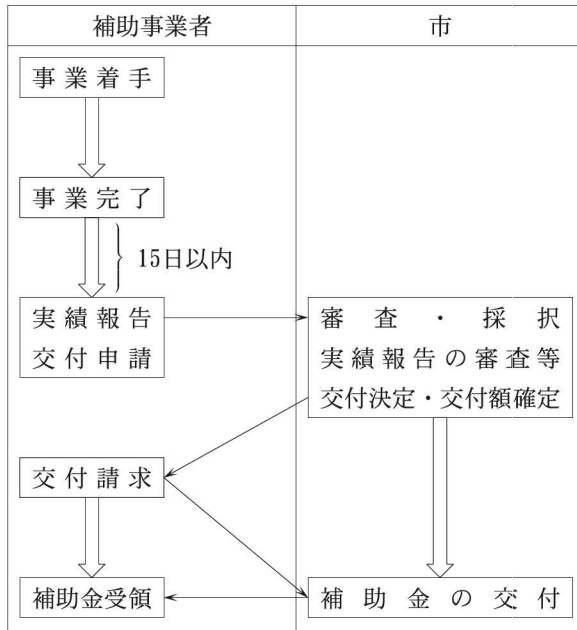 補助事業者
市
事業着手
事業完了
15日以内
実績報告
交付申請
審査・採択
実績報告の審査等
交付決定・交付額確定
交付請求
補助金受領
補助金の交付